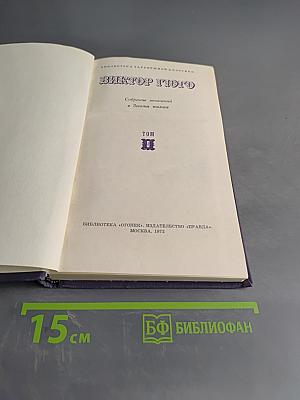 БИБЛИОТЕКА ЗАРУБЕЖНОЙ КЛАССИКИ
ВИКТОР ГЮГО
Собрание сочинений
в десяти томах
ТОМ
II
БИБЛИОТЕКА «ОГОНЕК». ИЗДАТЕЛЬСТВО «ПРАВДА».
МОСКВА, 1972
15 см
БФ БИБЛИОФАН